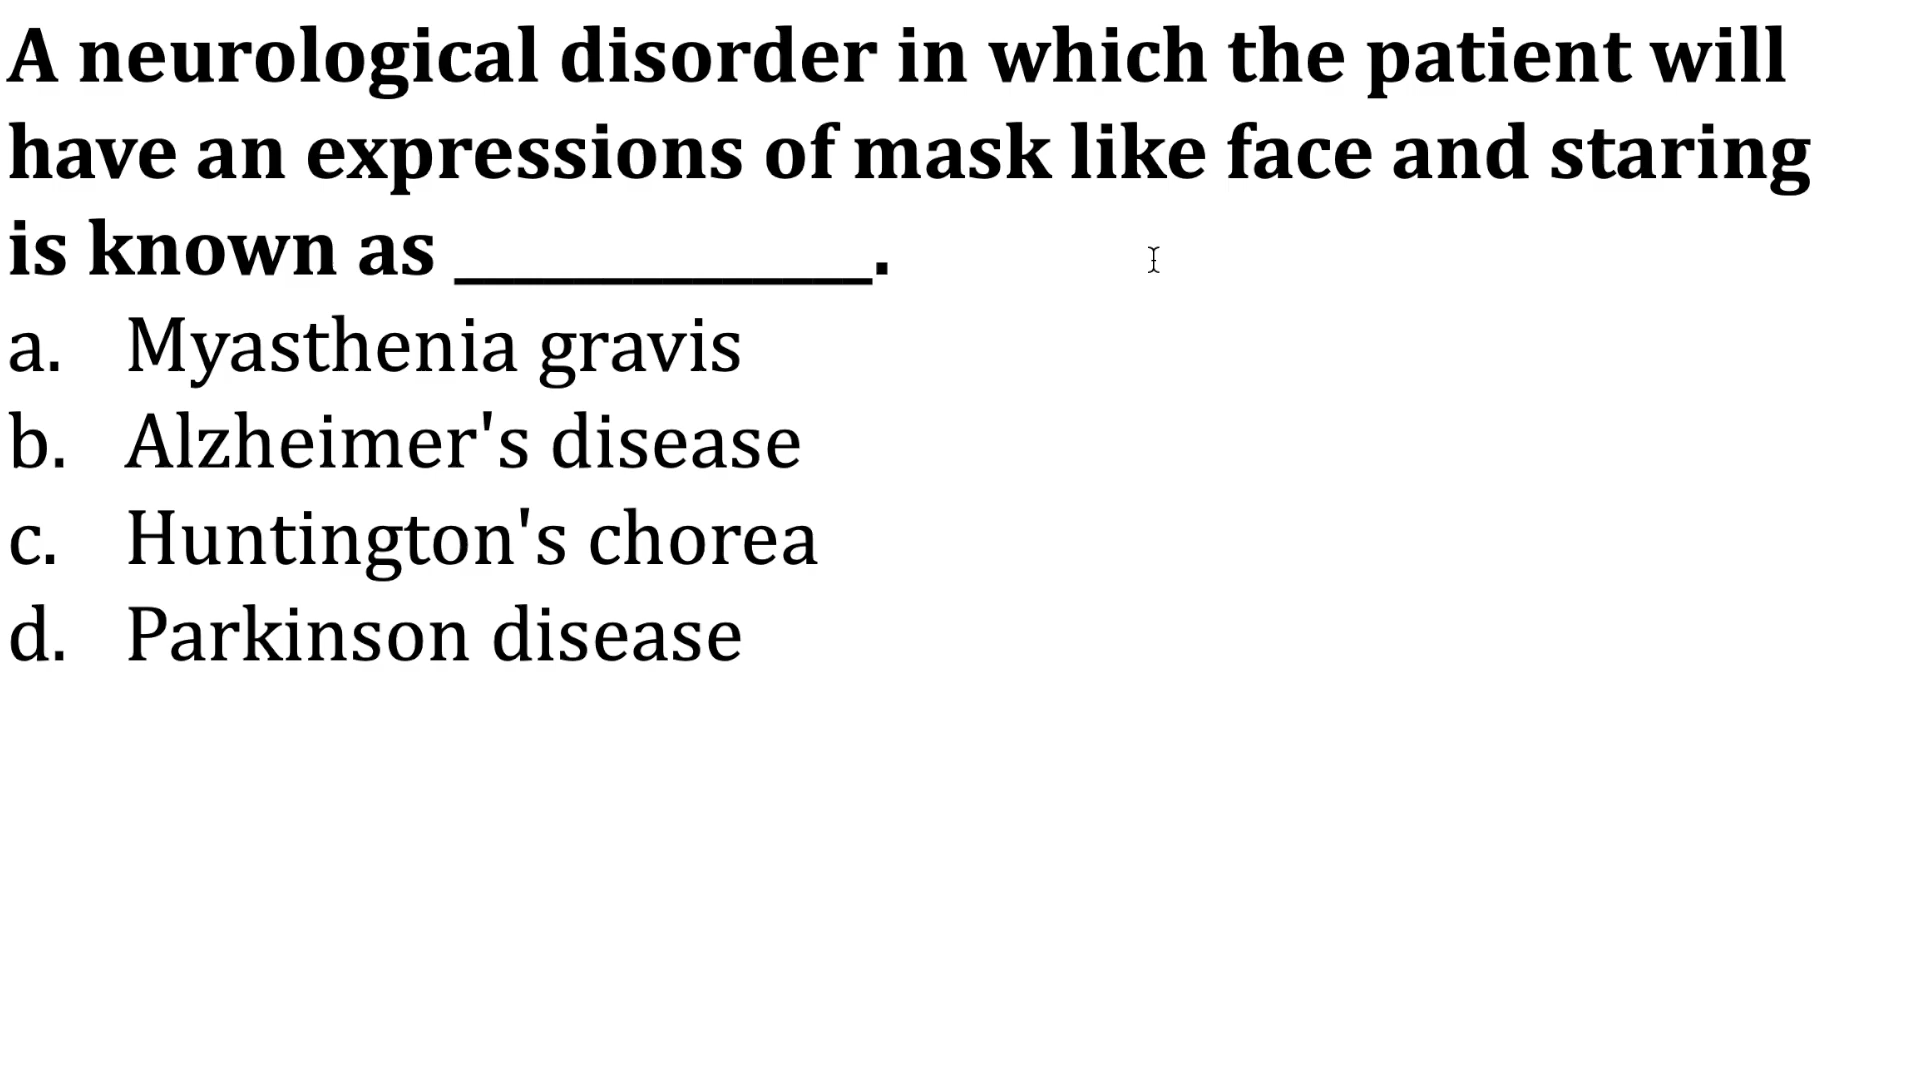 A neurological disorder in which the patient will
have an expressions of mask like face and staring
is known as ______________.
a. Myasthenia gravis
b. Alzheimer's disease
c. Huntington's chorea
d. Parkinson disease